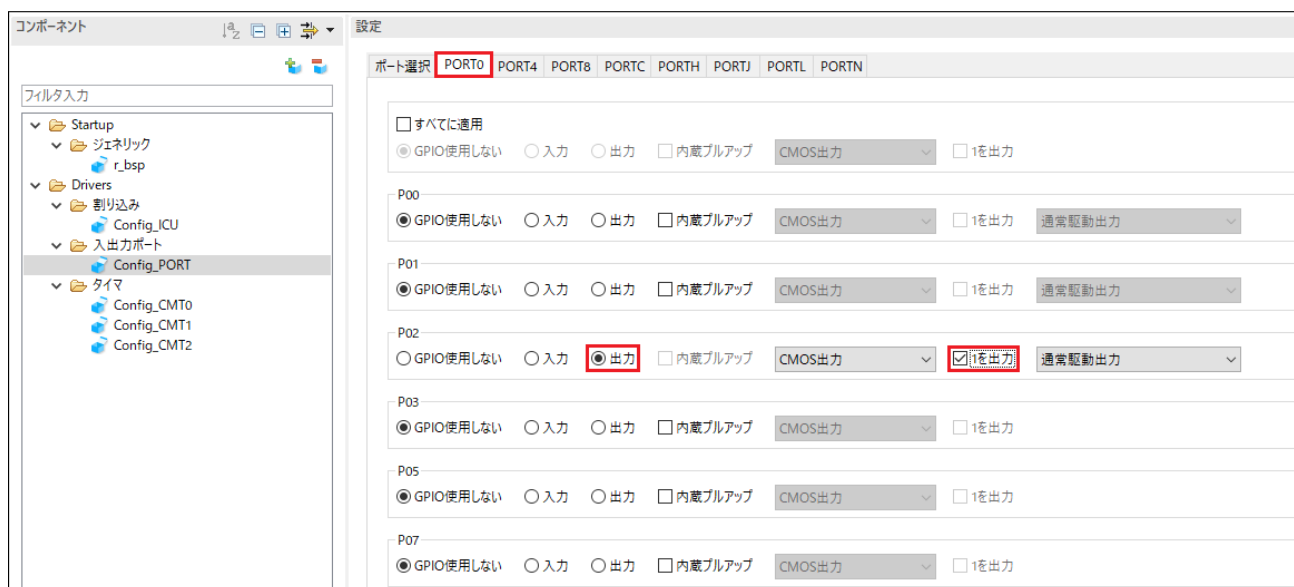 コンポーネント
設定
ポート選択 PORT0 PORT4 PORT8 PORTC PORTH PORTJ PORTL PORTN
フィルタ入力
Startup
ジェネリック
r_bsp
Drivers
割り込み
Config_ICU
入出力ポート
Config_PORT
タイマ
Config_CMT0
Config_CMT1
Config_CMT2
すべてに適用
GPIO使用しない 入力 出力 内蔵プルアップ CMOS出力 1を出力
P00
GPIO使用しない 入力 出力 内蔵プルアップ CMOS出力 1を出力 通常駆動出力
P01
GPIO使用しない 入力 出力 内蔵プルアップ CMOS出力 1を出力 通常駆動出力
P02
GPIO使用しない 入力 出力 内蔵プルアップ CMOS出力 1を出力 通常駆動出力
P03
GPIO使用しない 入力 出力 内蔵プルアップ CMOS出力 1を出力
P05
GPIO使用しない 入力 出力 内蔵プルアップ CMOS出力 1を出力
P07
GPIO使用しない 入力 出力 内蔵プルアップ CMOS出力 1を出力